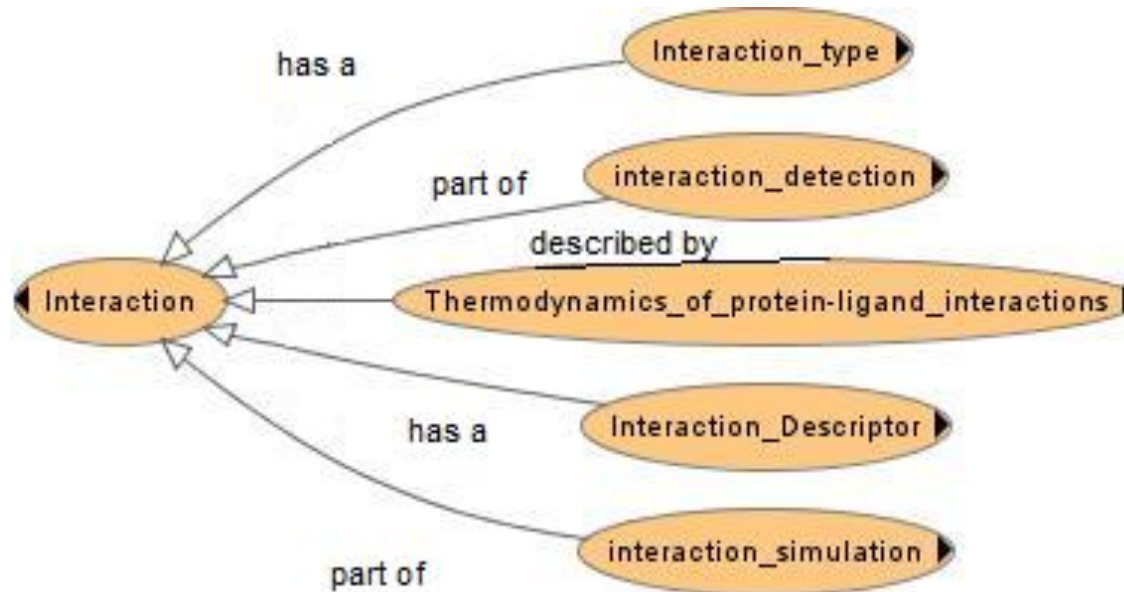 Interaction_type
has a
interaction_detection
part of
described by
Interaction
Thermodynamics_of_protein-ligand_interactions
Interaction_Descriptor
has a
interaction_simulation
part of